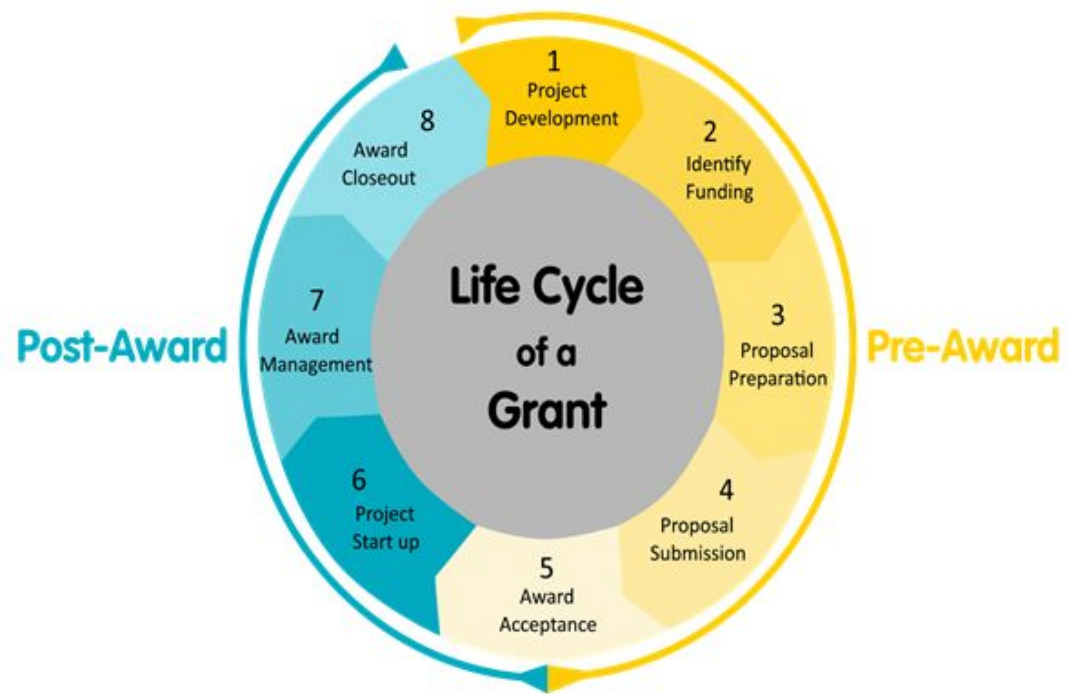 1
Project
Development
2
Identify
Funding
3
Proposal
Preparation
4
Proposal
Submission
5
Award
Acceptance
6
Project
Start up
7
Award
Management
8
Award
Closeout
Life Cycle
of a
Grant
Post-Award
Pre-Award